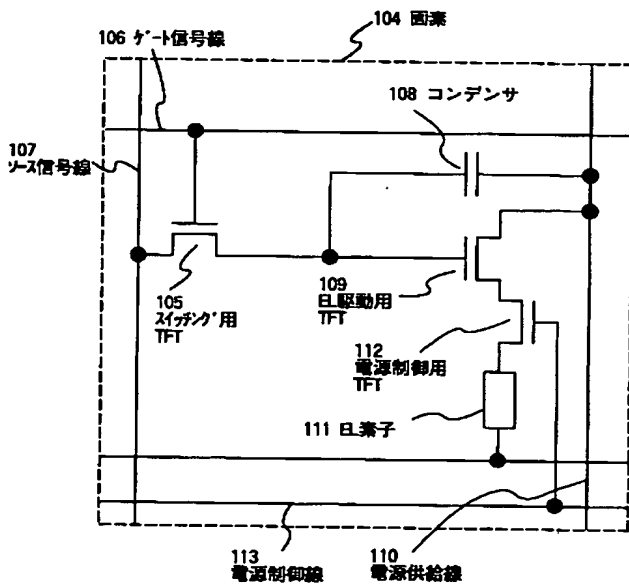 104 画素
106 ゲート信号線
108 コンデンサ
107
ソース信号線
105
スイッチング用
TFT
109
EL駆動用
TFT
112
電源制御用
TFT
111 EL素子
113
電源制御線
110
電源供給線